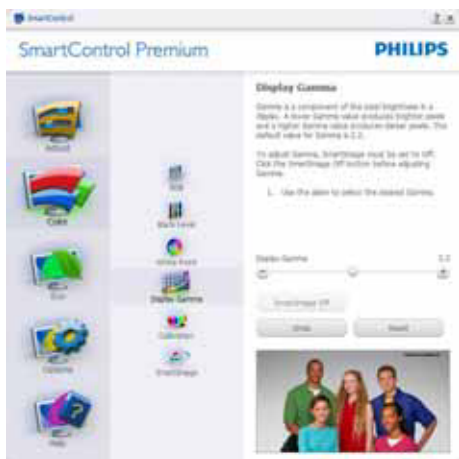 SmartControl
SmartControl Premium
PHILIPS
Adjust
Color
Eco
Options
Help
RGB
Black Level
White Point
Display Gamma
Calibration
SmartImage
Display Gamma
Gamma is a component of the total brightness in a
display. A lower Gamma value produces brighter pixels
and a higher Gamma value produces darker pixels. The
default value for Gamma is 2.2.
To adjust Gamma, SmartImage must be set to Off.
Click the SmartImage Off button before adjusting
Gamma.
1. Use the slider to select the desired Gamma.
Display Gamma 2.2
SmartImage Off
Undo Reset